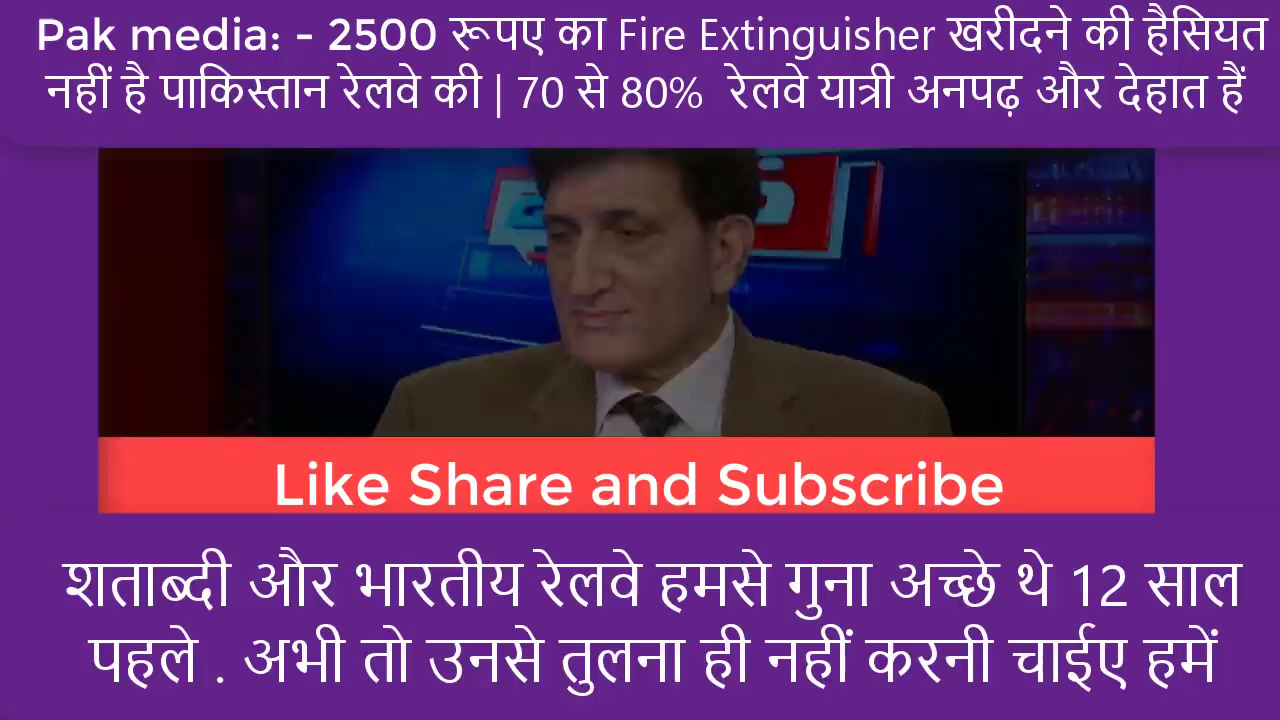 Pak media: - 2500 रूपए का Fire Extinguisher खरीदने की हैसियत
नहीं है पाकिस्तान रेलवे की | 70 से 80% रेलवे यात्री अनपढ़ और देहात हैं
Like Share and Subscribe
शताब्दी और भारतीय रेलवे हमसे गुना अच्छे थे 12 साल
पहले . अभी तो उनसे तुलना ही नहीं करनी चाईए हमें